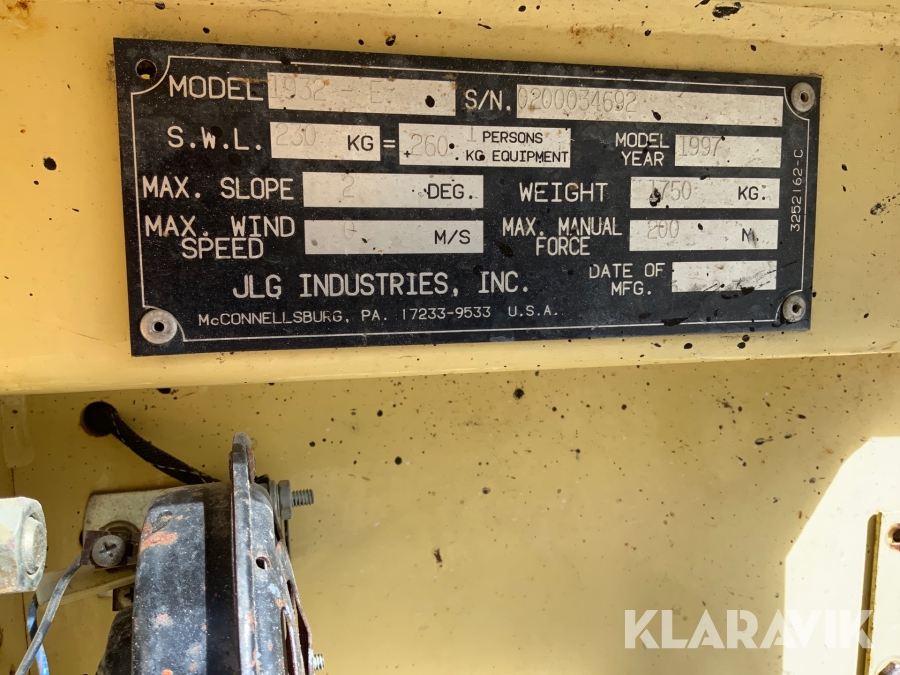 MODEL 1932 - E S/N. 0200034692
S.W.L. 230 KG = 1 PERSONS
+ 260 KG EQUIPMENT
MODEL YEAR 1997
MAX. SLOPE 2 DEG. WEIGHT 1750 KG.
MAX. WIND SPEED 0 M/S MAX. MANUAL FORCE 200 N
JLG INDUSTRIES, INC. DATE OF MFG.
McCONNELLSBURG, PA. 17233-9533 U.S.A.
3252162-C
KLARAVIK